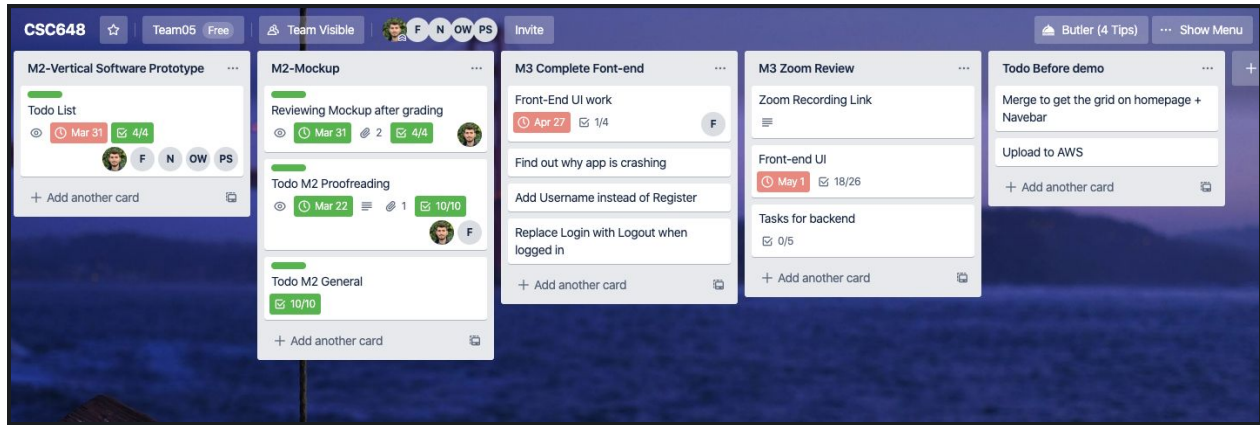 CSC648 Team05 Free Team Visible F N OW PS Invite Butler (4 Tips) ... Show Menu
M2-Vertical Software Prototype ...
Todo List
Mar 31 4/4
F N OW PS
+ Add another card
M2-Mockup ...
Reviewing Mockup after grading
Mar 31 2 4/4
Todo M2 Proofreading
Mar 22 1 10/10
F
Todo M2 General
10/10
+ Add another card
M3 Complete Font-end ...
Front-End UI work
Apr 27 1/4 F
Find out why app is crashing
Add Username instead of Register
Replace Login with Logout when
logged in
+ Add another card
M3 Zoom Review ...
Zoom Recording Link
Front-end UI
May 1 18/26
Tasks for backend
0/5
+ Add another card
Todo Before demo ...
Merge to get the grid on homepage +
Navebar
Upload to AWS
+ Add another card
+